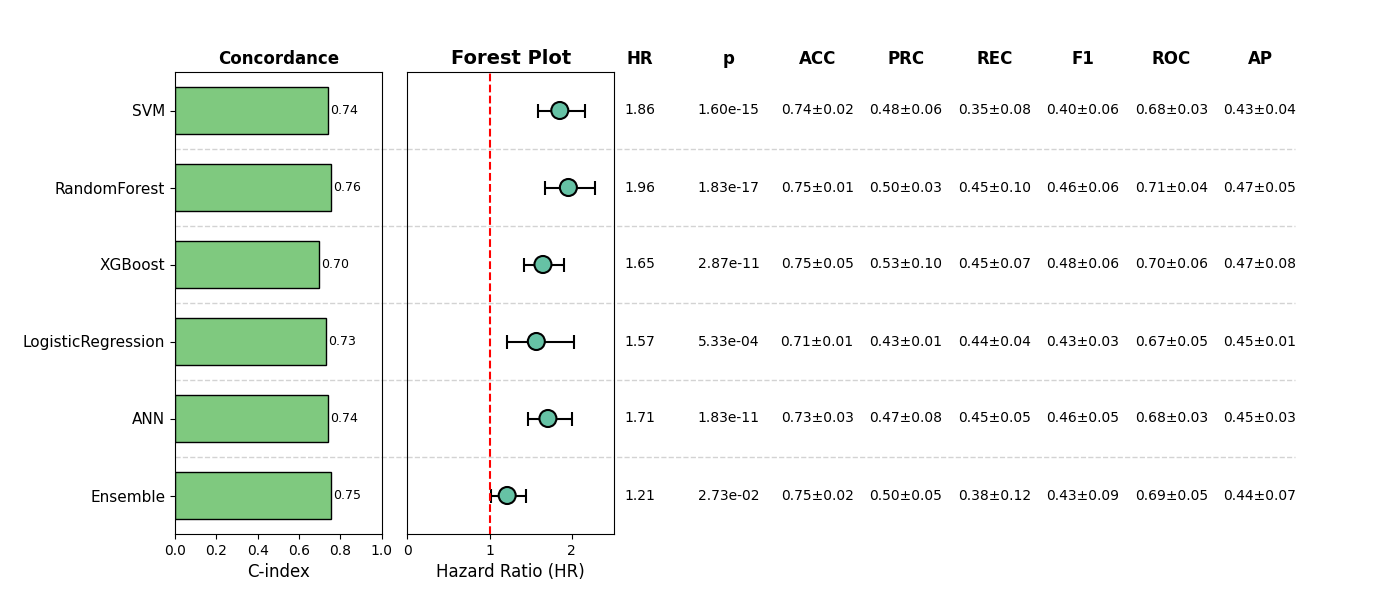 Concordance Forest Plot HR p ACC PRC REC F1 ROC AP
SVM 0.74 1.86 1.60e-15 0.74±0.02 0.48±0.06 0.35±0.08 0.40±0.06 0.68±0.03 0.43±0.04
RandomForest 0.76 1.96 1.83e-17 0.75±0.01 0.50±0.03 0.45±0.10 0.46±0.06 0.71±0.04 0.47±0.05
XGBoost 0.70 1.65 2.87e-11 0.75±0.05 0.53±0.10 0.45±0.07 0.48±0.06 0.70±0.06 0.47±0.08
LogisticRegression 0.73 1.57 5.33e-04 0.71±0.01 0.43±0.01 0.44±0.04 0.43±0.03 0.67±0.05 0.45±0.01
ANN 0.74 1.71 1.83e-11 0.73±0.03 0.47±0.08 0.45±0.05 0.46±0.05 0.68±0.03 0.45±0.03
Ensemble 0.75 1.21 2.73e-02 0.75±0.02 0.50±0.05 0.38±0.12 0.43±0.09 0.69±0.05 0.44±0.07
0.0 0.2 0.4 0.6 0.8 1.0 0 1 2
C-index Hazard Ratio (HR)